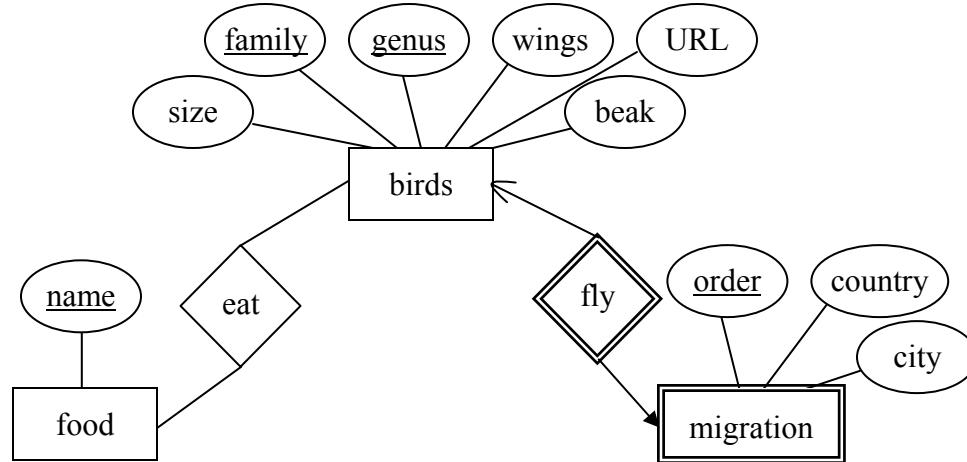 family
genus
wings
URL
size
beak
birds
name
eat
fly
order
country
city
food
migration